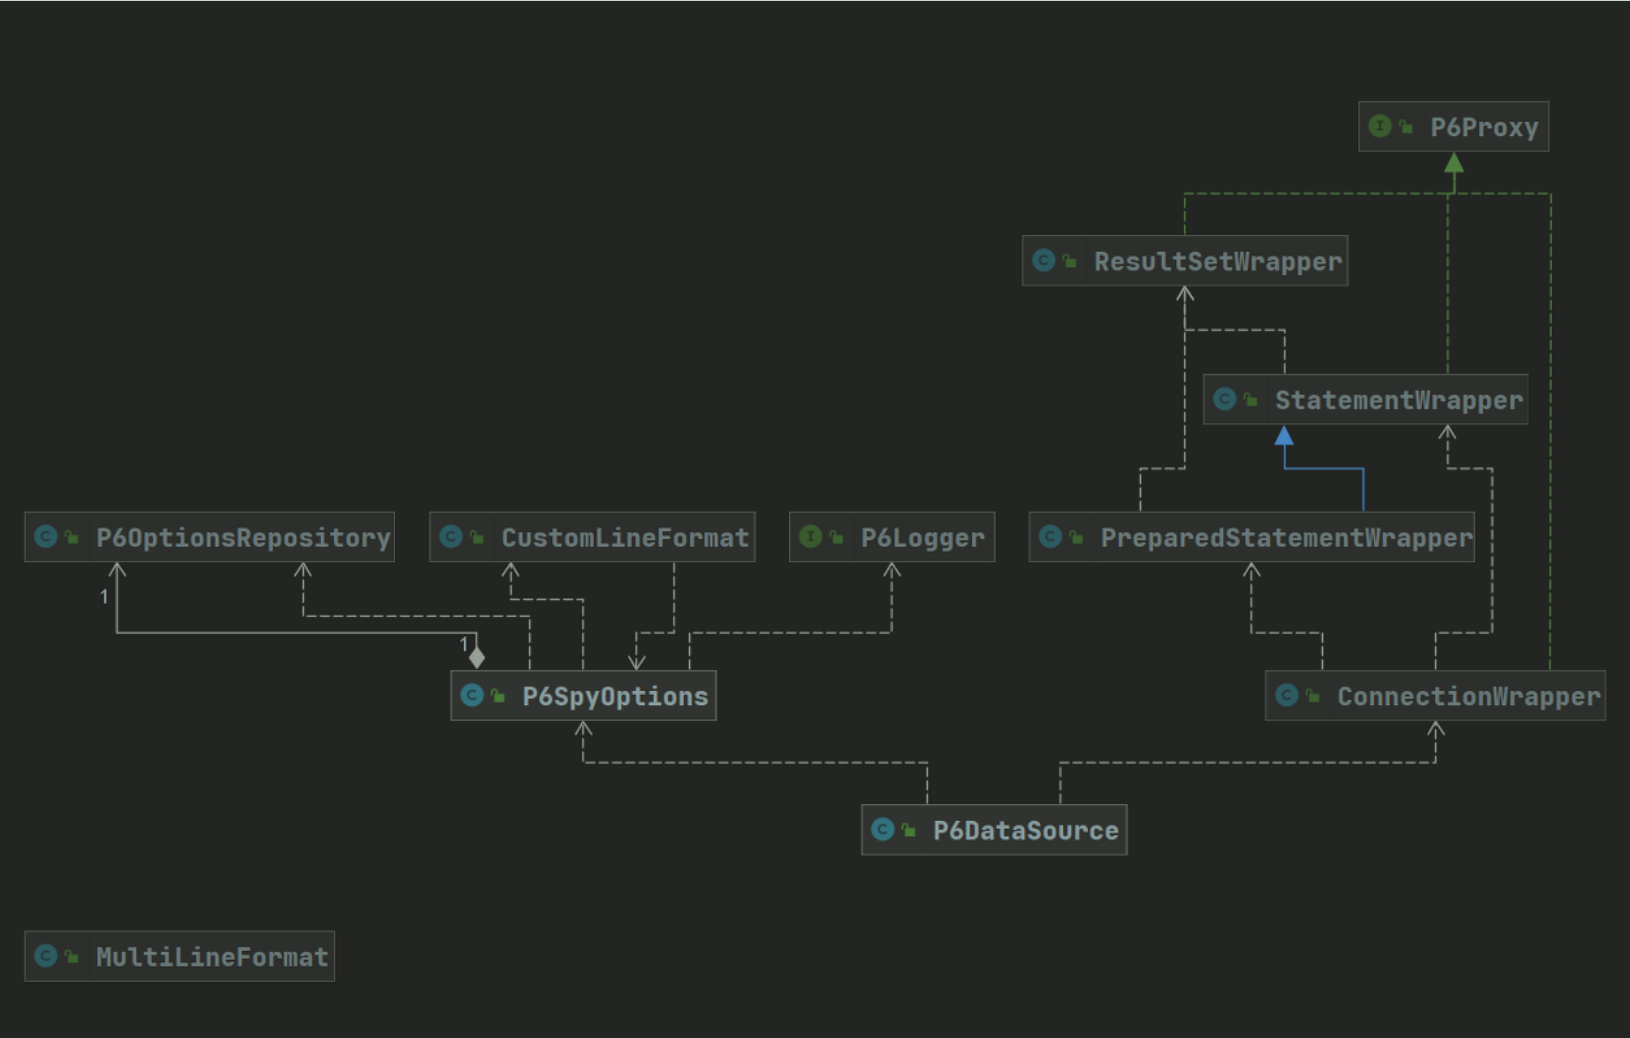 I P6Proxy
C ResultSetWrapper
C StatementWrapper
C P6OptionsRepository
C CustomLineFormat
I P6Logger
C PreparedStatementWrapper
1
1
C P6SpyOptions
C ConnectionWrapper
C P6DataSource
C MultiLineFormat